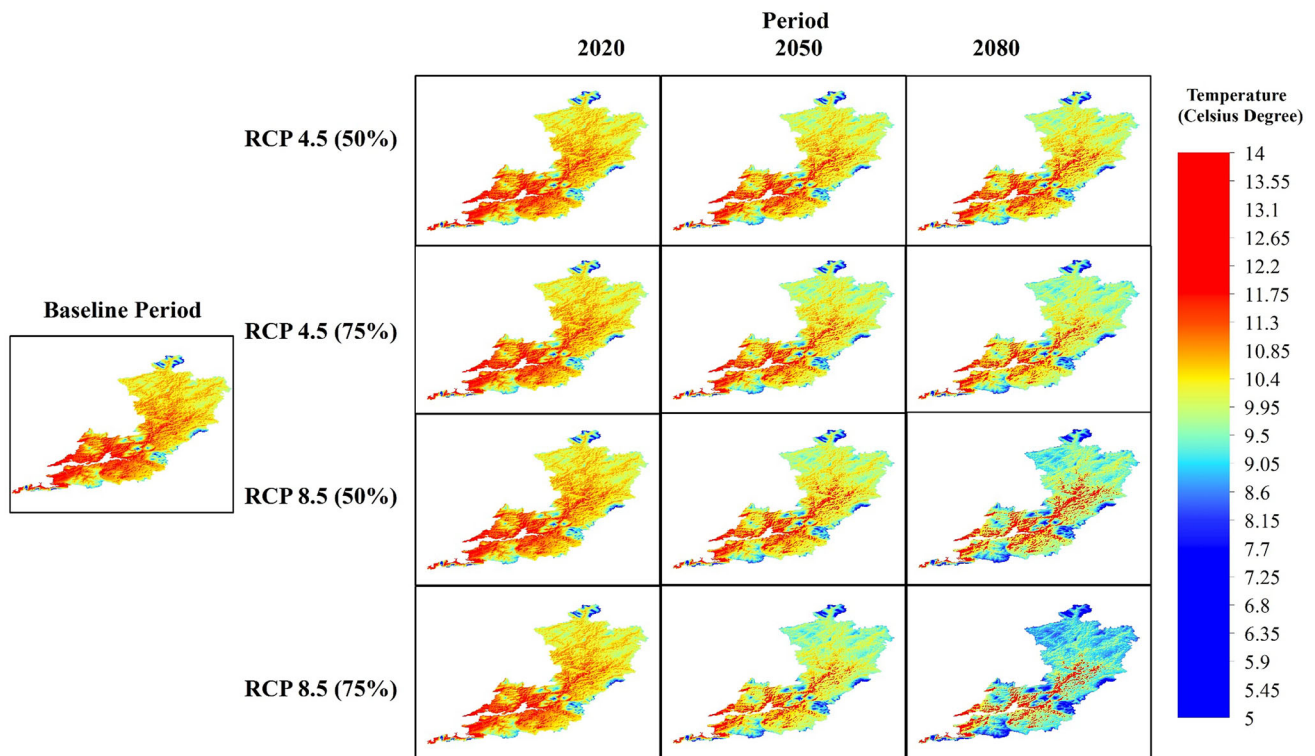 Period
2020 2050 2080
Temperature
(Celsius Degree)
RCP 4.5 (50%)
RCP 4.5 (75%)
RCP 8.5 (50%)
RCP 8.5 (75%)
Baseline Period
14
13.55
13.1
12.65
12.2
11.75
11.3
10.85
10.4
9.95
9.5
9.05
8.6
8.15
7.7
7.25
6.8
6.35
5.9
5.45
5